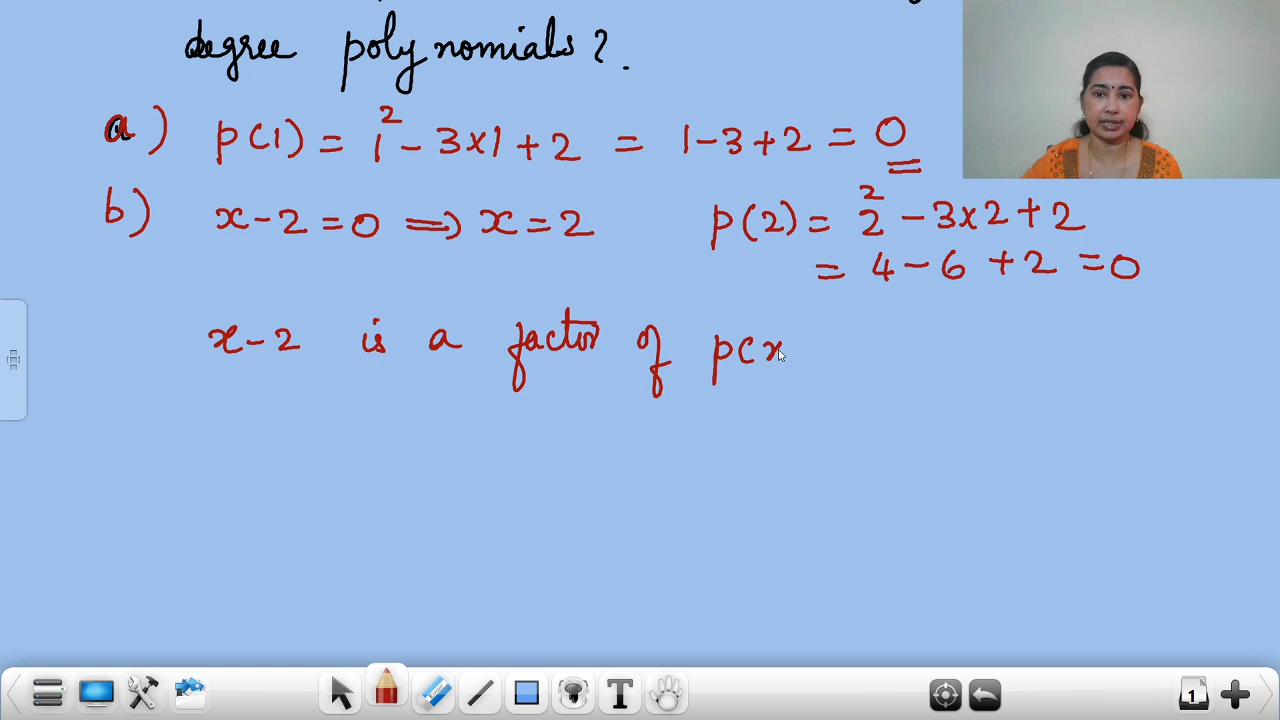 degree polynomials?
a) p(1) = 1² - 3x1 + 2 = 1-3+2 = 0
b) x-2=0 ⟹ x=2 p(2) = 2² -3x2+2
= 4-6 +2 =0
x-2 is a factor of p(x
1